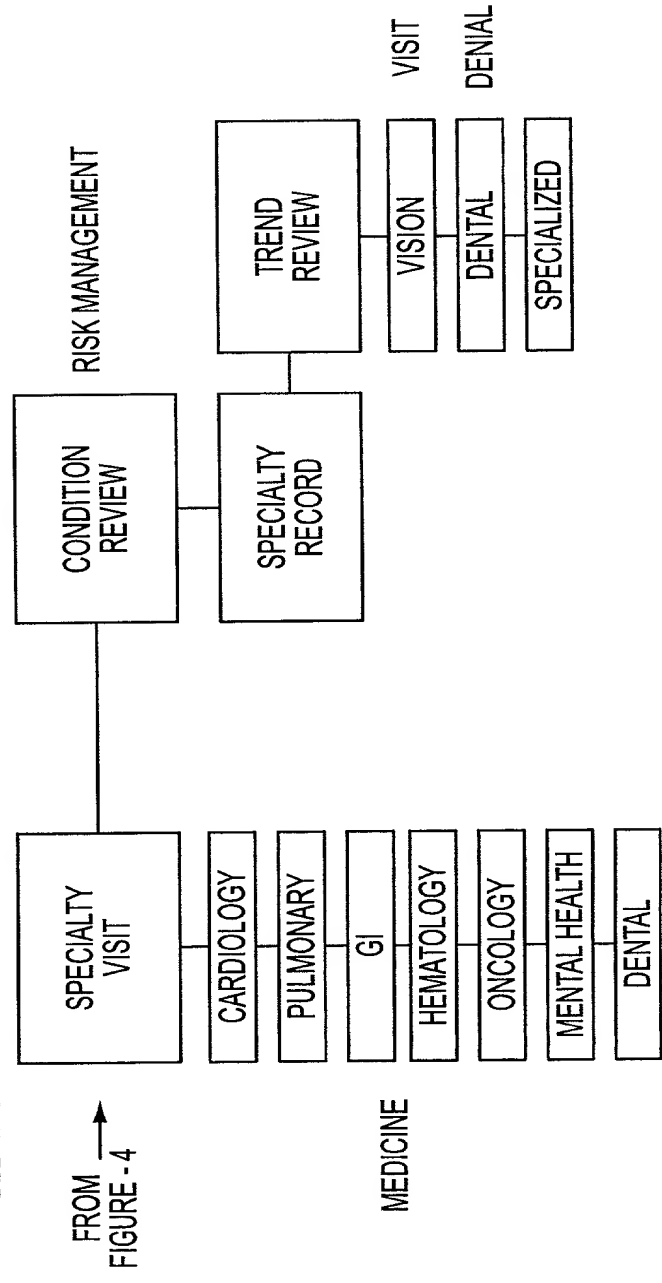 FROM
FIGURE - 4
SPECIALTY
VISIT
CONDITION
REVIEW
RISK MANAGEMENT
SPECIALTY
RECORD
TREND
REVIEW
MEDICINE
CARDIOLOGY
PULMONARY
GI
HEMATOLOGY
ONCOLOGY
MENTAL HEALTH
DENTAL
VISION
VISIT
DENTAL
DENIAL
SPECIALIZED